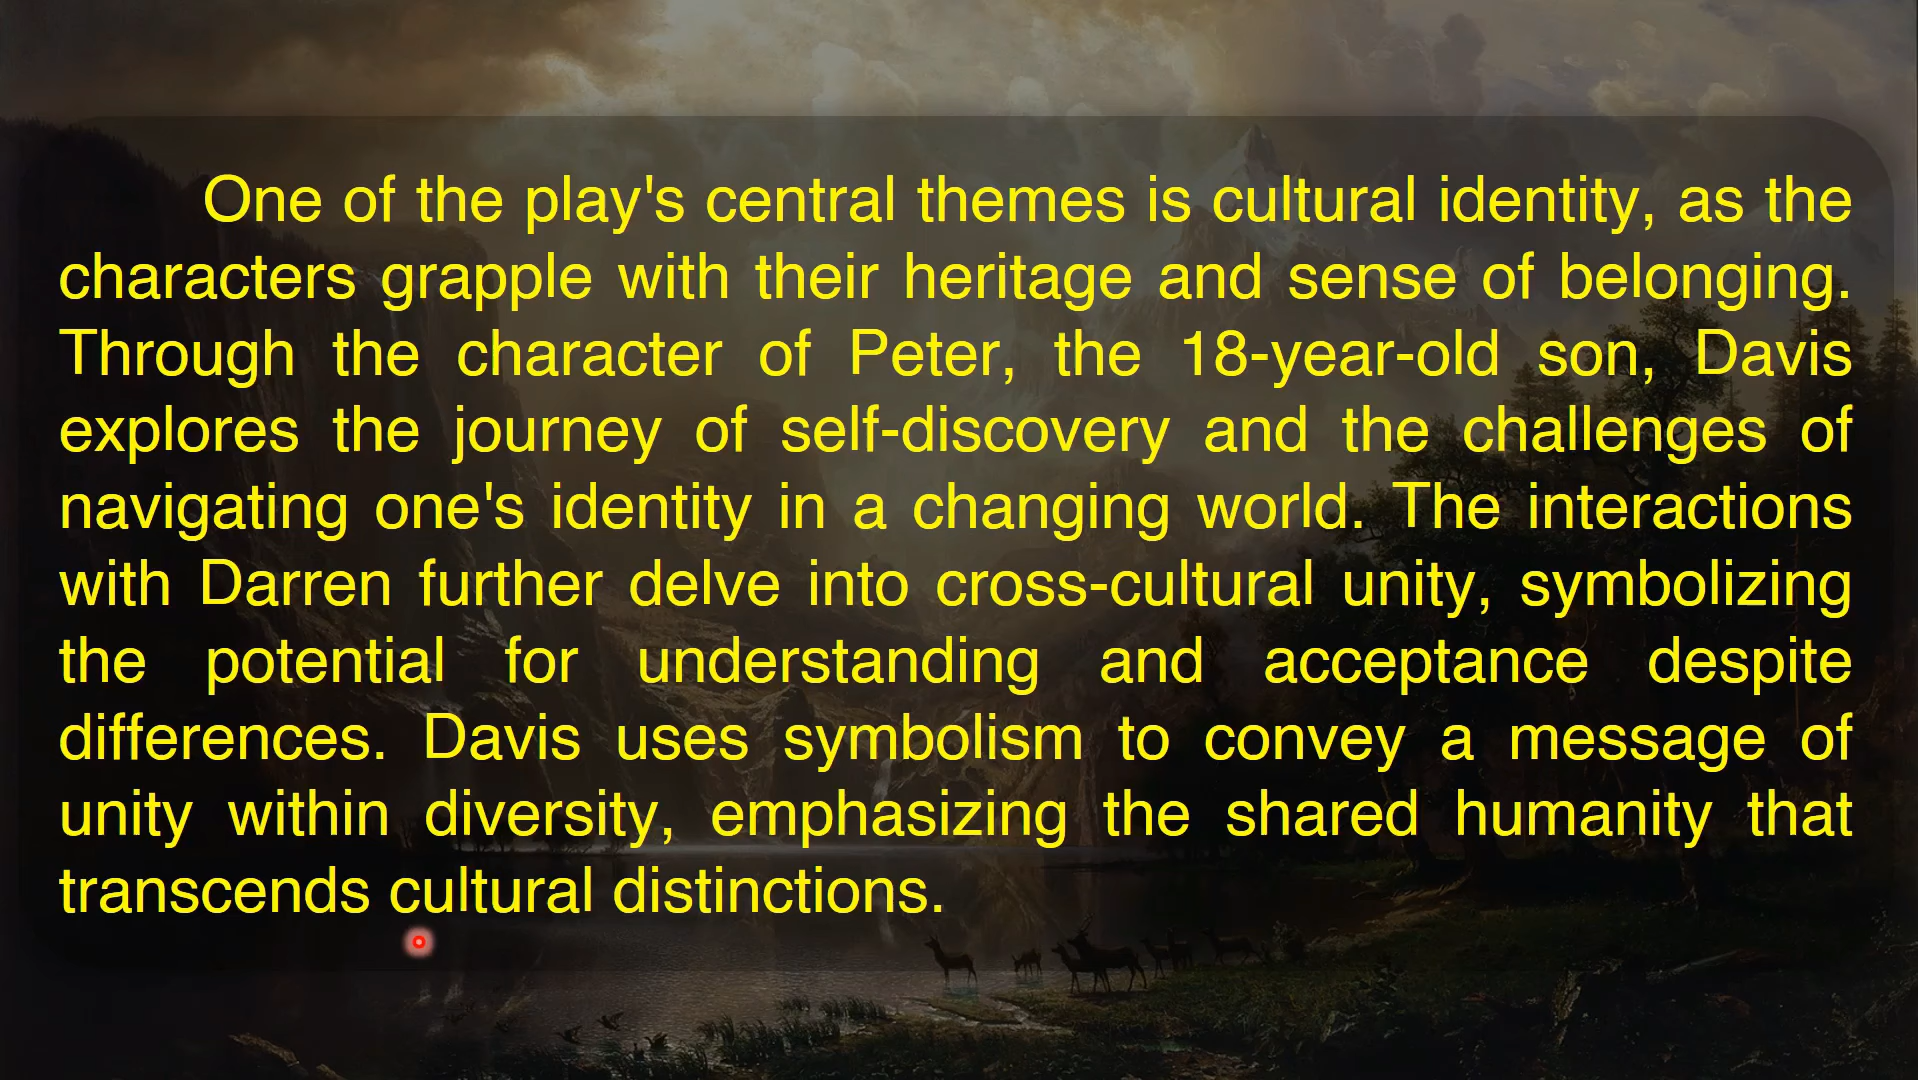 One of the play's central themes is cultural identity, as the
characters grapple with their heritage and sense of belonging.
Through the character of Peter, the 18-year-old son, Davis
explores the journey of self-discovery and the challenges of
navigating one's identity in a changing world. The interactions
with Darren further delve into cross-cultural unity, symbolizing
the potential for understanding and acceptance despite
differences. Davis uses symbolism to convey a message of
unity within diversity, emphasizing the shared humanity that
transcends cultural distinctions.